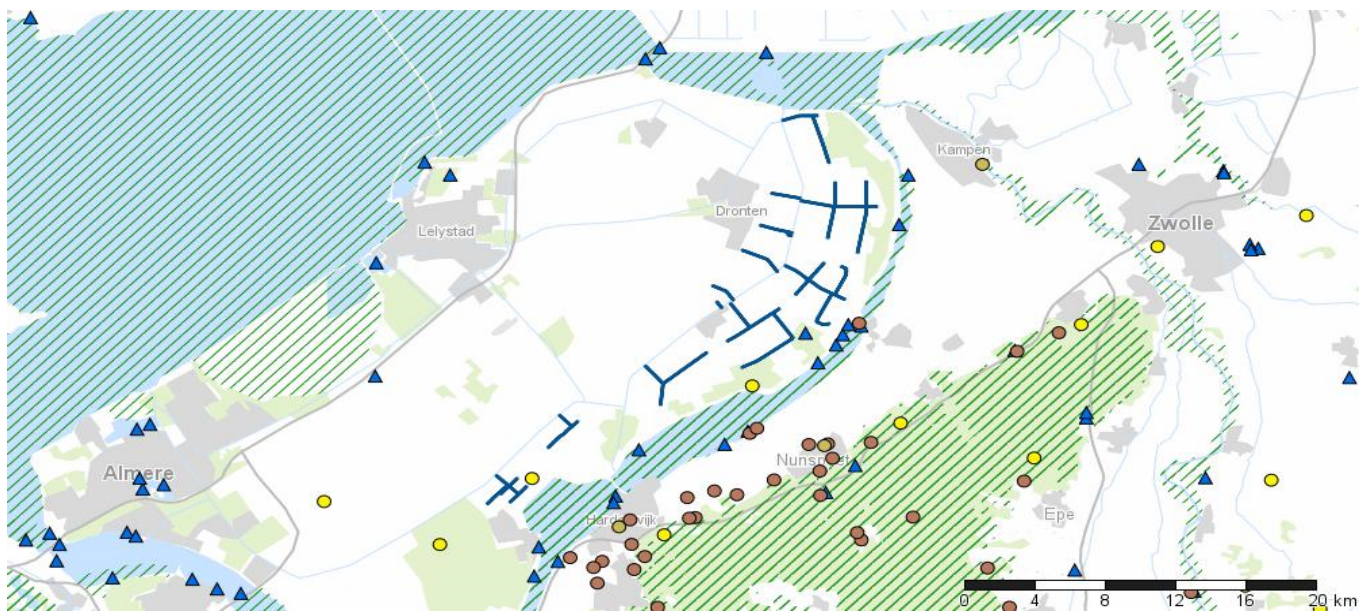 Kampen
Dronten
Zwolle
Lelystad
Almere
Nunspeet
Harderwijk
Epe
0 4 8 12 16 20 km